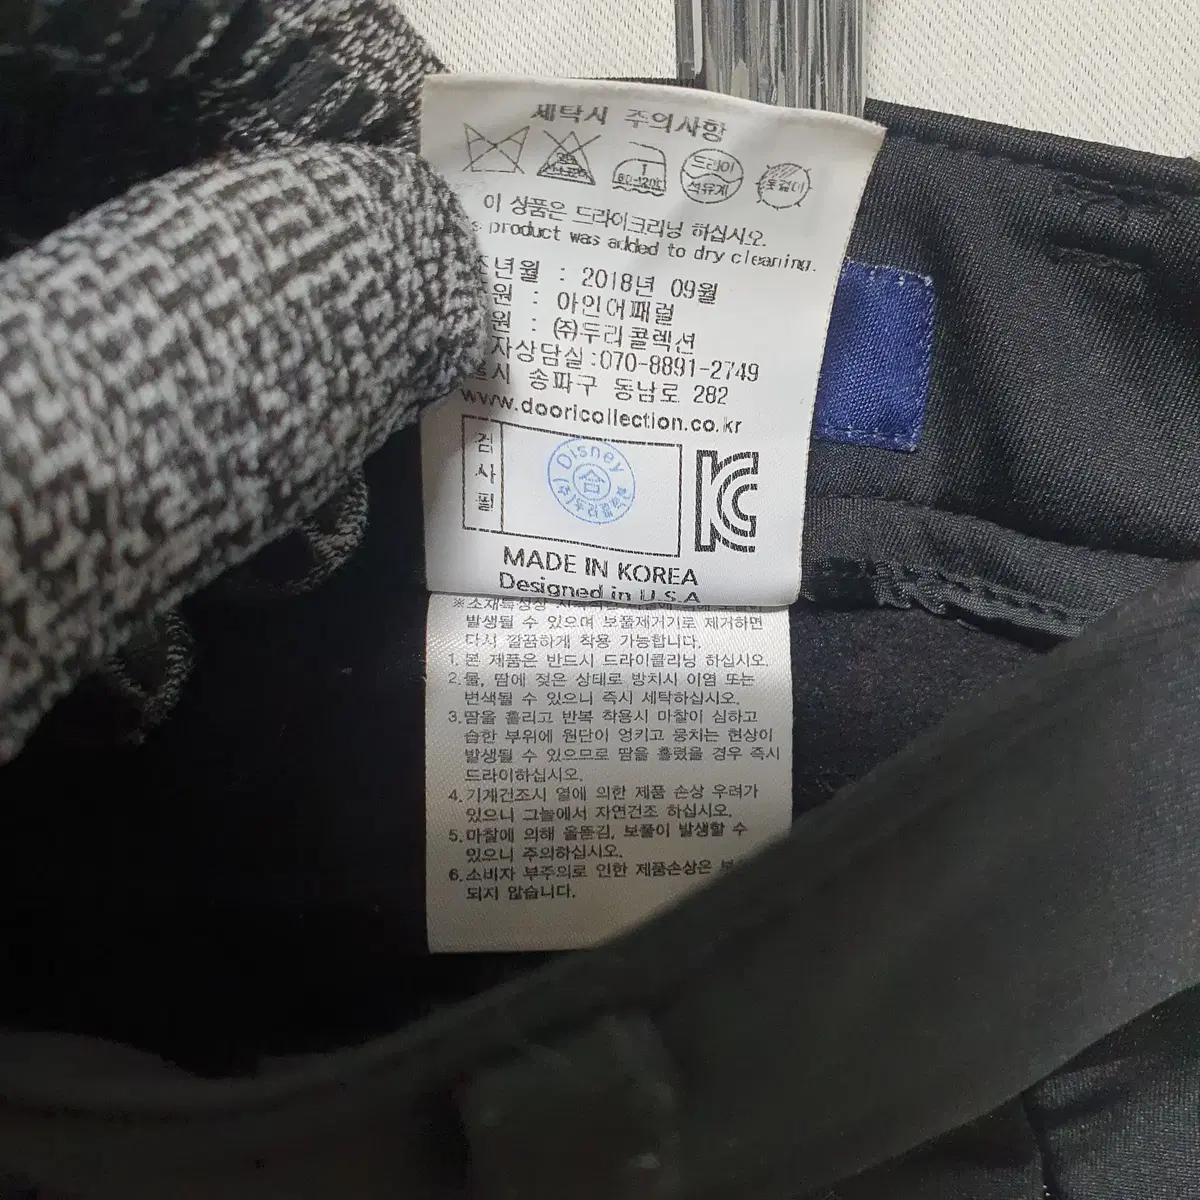 세탁시 주의사항
80~120℃
드라이
석유계
옷걸이
이 상품은 드라이크리닝 하십시오.
product was added to dry cleaning.
년월 : 2018년 09월
원 : 아인어패럴
원 : (주)두리콜렉션
자상담실:070-8891-2749
시 송파구 동남로 282
www.dooricollection.co.kr
검사필
Disney
合
KC
MADE IN KOREA
Designed in U.S.A
※소재특성상
발생될 수 있으며 보풀제거기로 제거하면
다시 깔끔하게 착용 가능합니다.
1. 본 제품은 반드시 드라이클리닝 하십시오.
2. 물, 땀에 젖은 상태로 방치시 이염 또는
변색될 수 있으니 즉시 세탁하십시오.
3. 땀을 흘리고 반복 착용시 마찰이 심하고
습한 부위에 원단이 엉키고 뭉치는 현상이
발생될 수 있으므로 땀을 흘렸을 경우 즉시
드라이하십시오.
4. 기계건조시 열에 의한 제품 손상 우려가
있으니 그늘에서 자연건조 하십시오.
5. 마찰에 의해 올뜯김, 보풀이 발생할 수
있으니 주의하십시오.
6. 소비자 부주의로 인한 제품손상은
되지 않습니다.